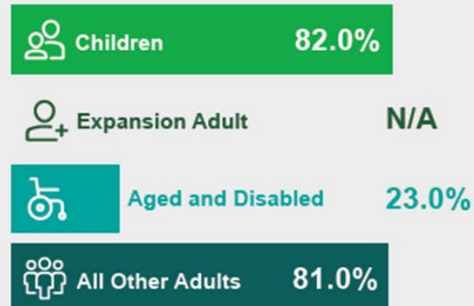 Children 82.0%
Expansion Adult N/A
Aged and Disabled 23.0%
All Other Adults 81.0%